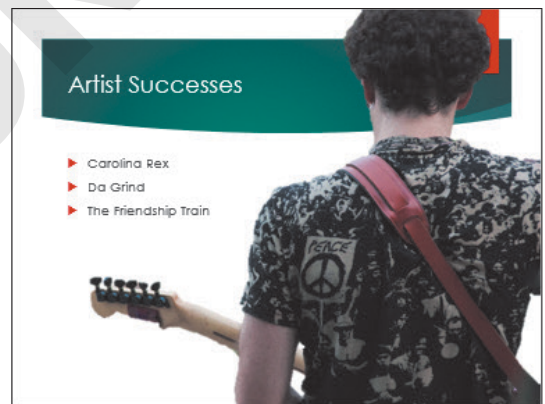 Artist Successes
Carolina Rex
Da Grind
The Friendship Train
PEACE